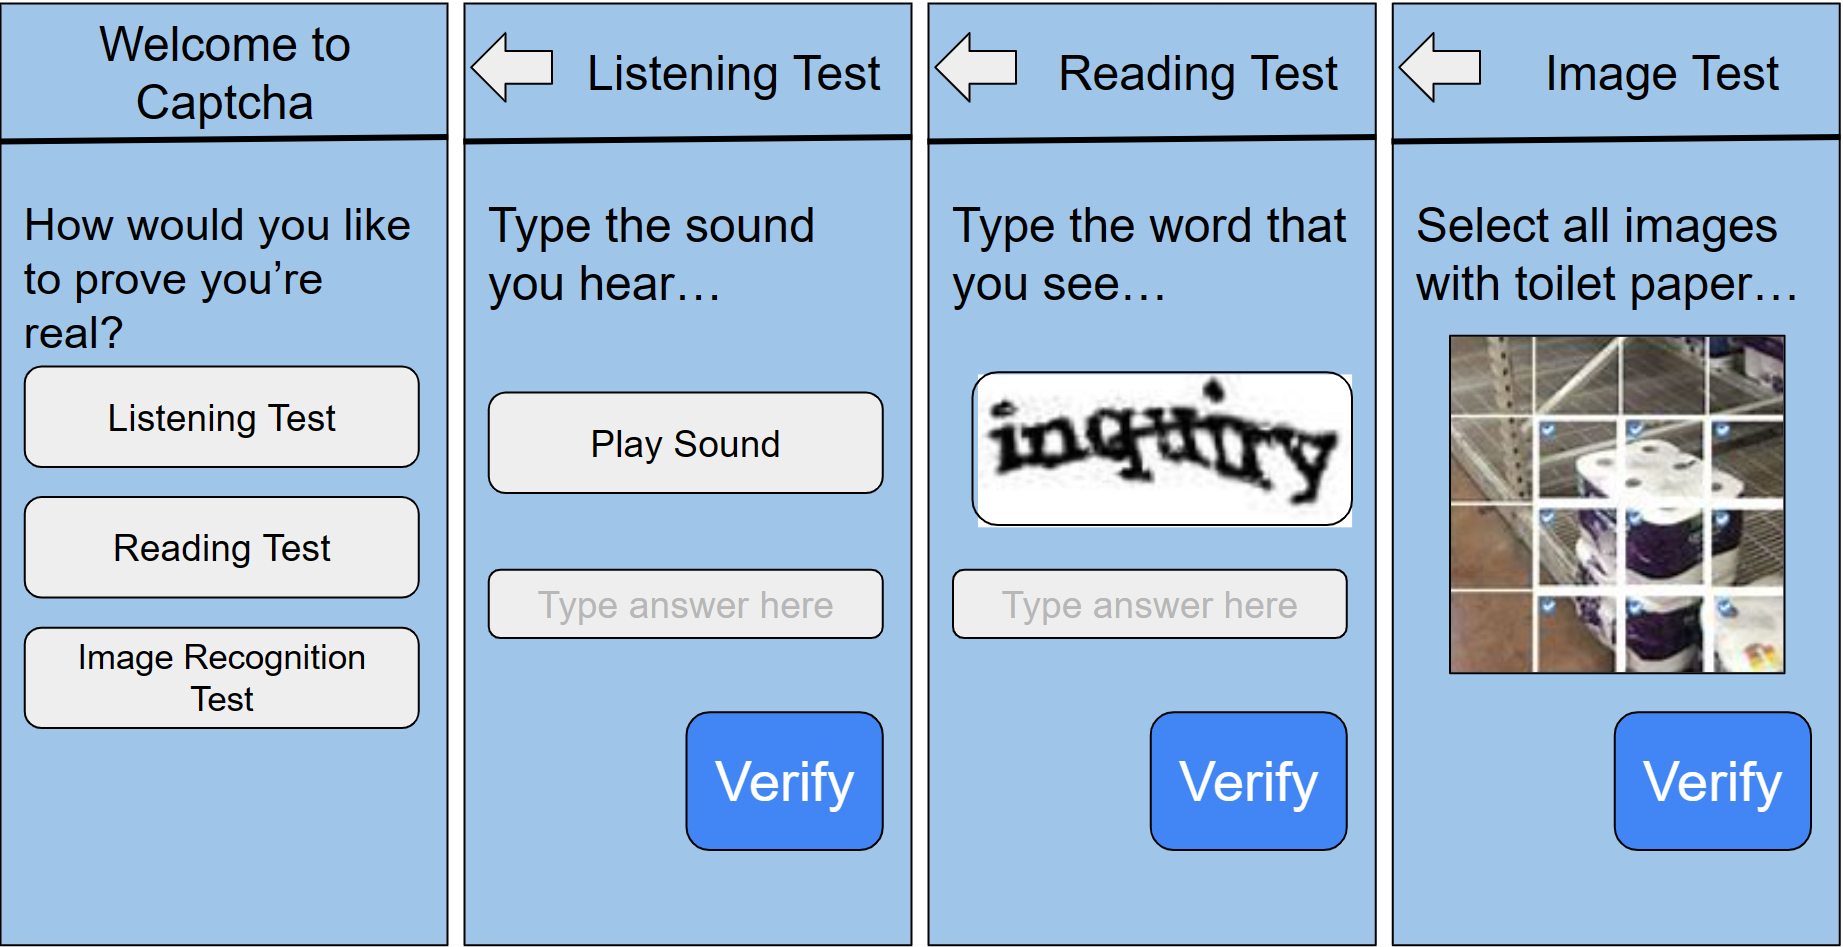 Welcome to
Captcha
How would you like
to prove you’re
real?
Listening Test
Reading Test
Image Recognition
Test
Listening Test
Type the sound
you hear…
Play Sound
Type answer here
Verify
Reading Test
Type the word that
you see…
inquiry
Type answer here
Verify
Image Test
Select all images
with toilet paper…
Verify